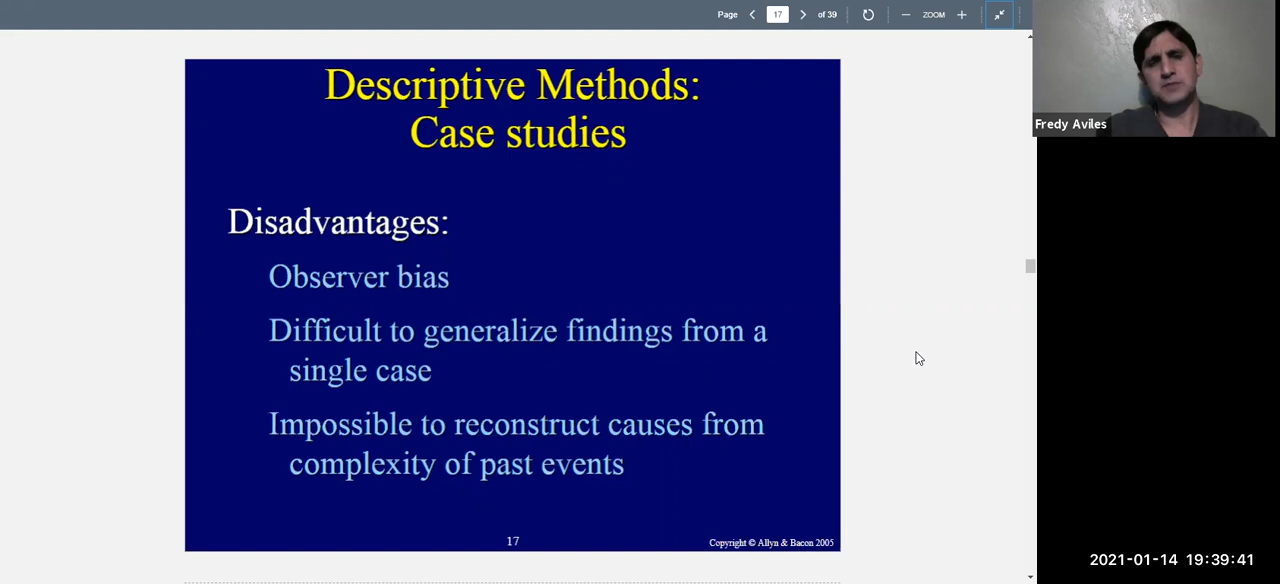 Page 17 of 39 ZOOM
Fredy Aviles
Descriptive Methods:
Case studies
Disadvantages:
Observer bias
Difficult to generalize findings from a
single case
Impossible to reconstruct causes from
complexity of past events
17
Copyright © Allyn & Bacon 2005
2021-01-14 19:39:41